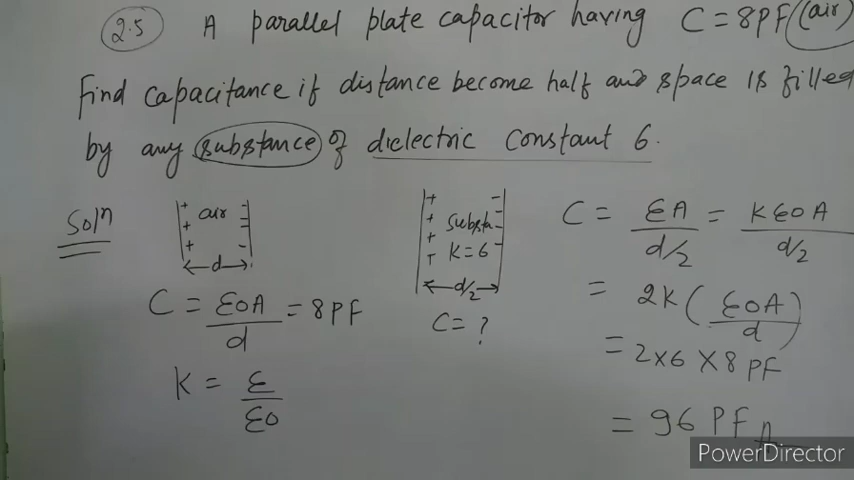 2.5 A parallel plate capacitor having C = 8PF (air)
Find capacitance if distance become half and space is filled
by any substance of dielectric constant 6.
Soln
+ air -
+ -
+ -
d
C = ε0A/d = 8PF
K = ε/ε0
+ -
+ Substa- -
+ K=6 -
+
d/2
C = ?
C = εA/d/2 = Kε0A/d/2
= 2K(ε0A/d)
= 2×6×8 PF
= 96 PF
PowerDirector